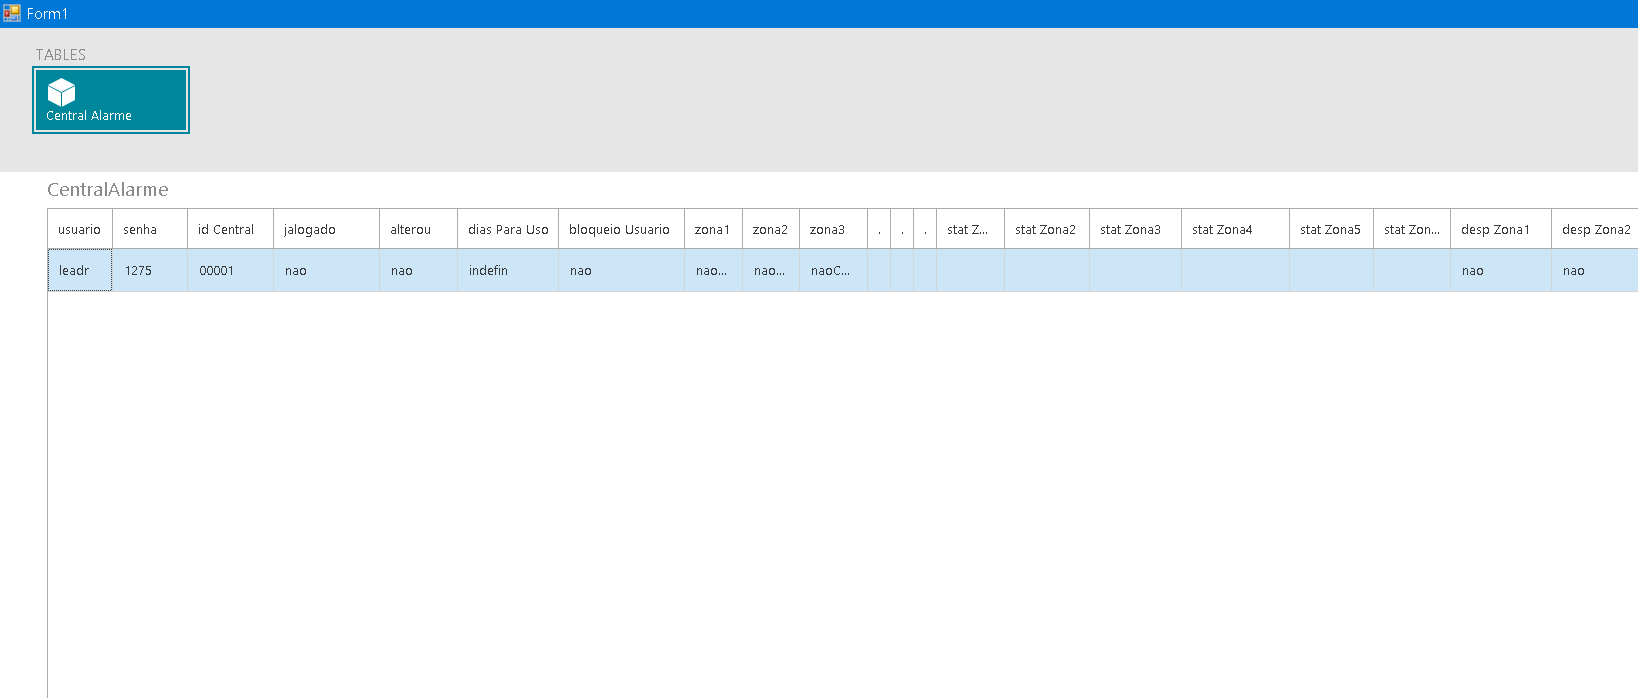 Form1
TABLES
Central Alarme
CentralAlarme
usuario senha id Central jalogado alterou dias Para Uso bloqueio Usuario zona1 zona2 zona3 . . . stat Z... stat Zona2 stat Zona3 stat Zona4 stat Zona5 stat Zon... desp Zona1 desp Zona2
leadr 1275 00001 nao nao indefin nao nao... nao... naoC... nao nao